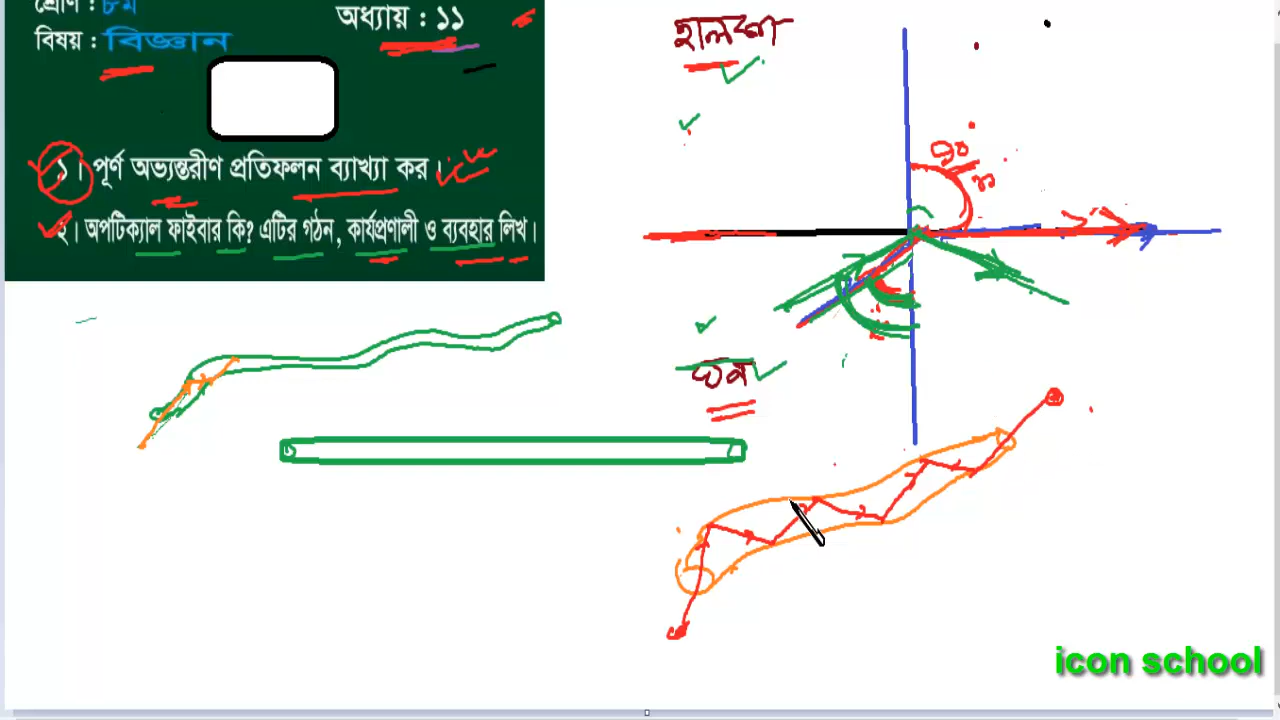 শ্রেণি : ৮ম
অধ্যায় : ১১
বিষয় : বিজ্ঞান
১। পূর্ণ অভ্যন্তরীণ প্রতিফলন ব্যাখ্যা কর।
২। অপটিক্যাল ফাইবার কি? এটির গঠন, কার্যপ্রণালী ও ব্যবহার লিখ।
হালকা
৯০
ঘন
icon school